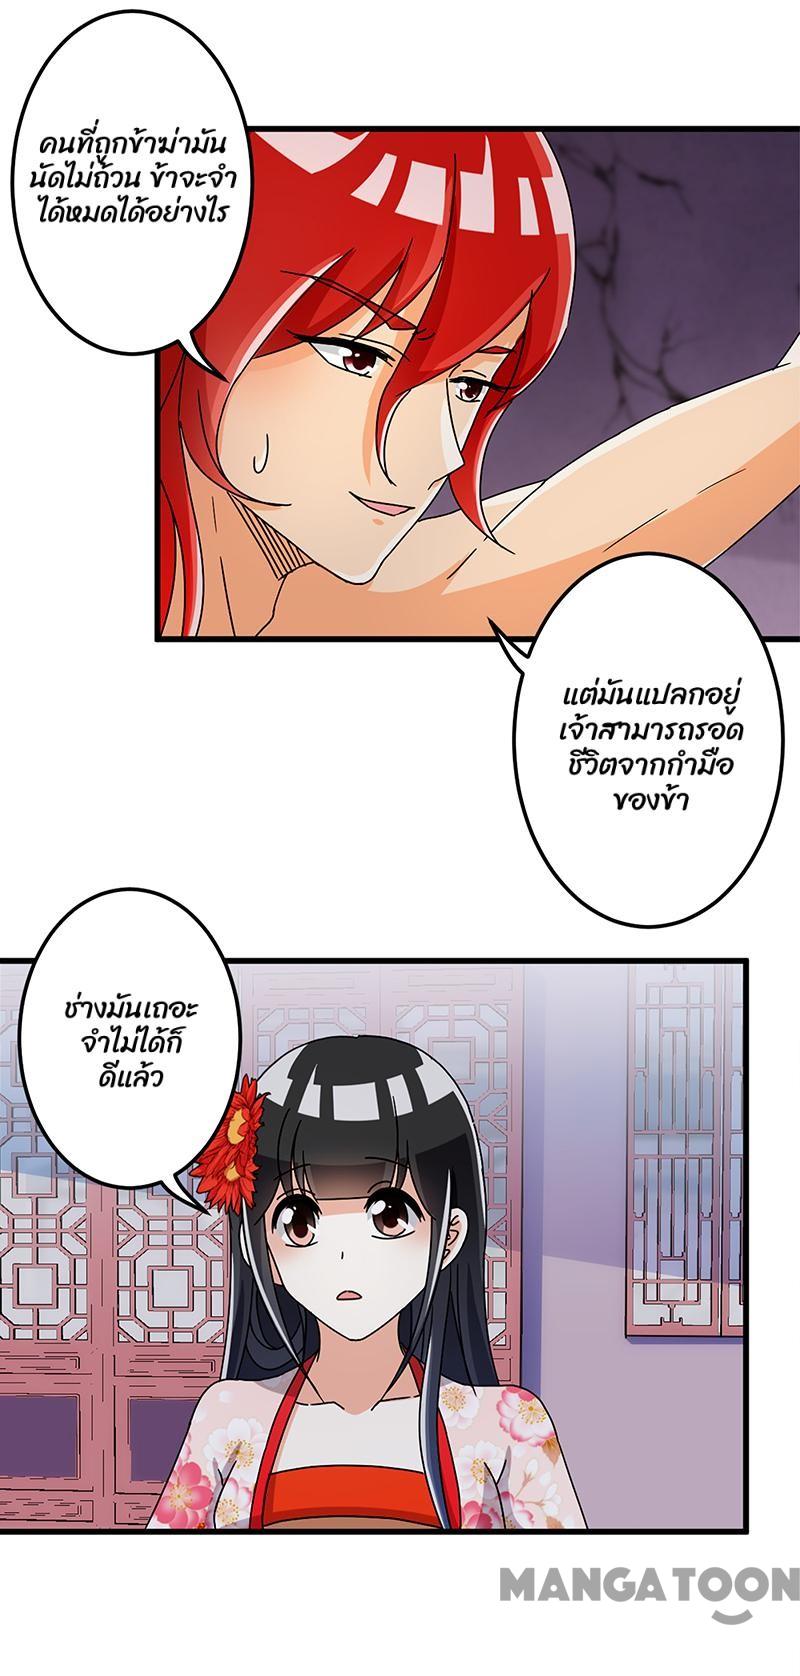 คนที่ถูกข้าฆ่ามัน
นัดไม่ถ้วน ข้าจะจำ
ได้หมดได้อย่างไร
แต่มันแปลกอยู่
เจ้าสามารถรอด
ชีวิตจากกำมือ
ของข้า
ช่างมันเถอะ
จำไม่ได้ก็
ดีแล้ว
MANGATOON